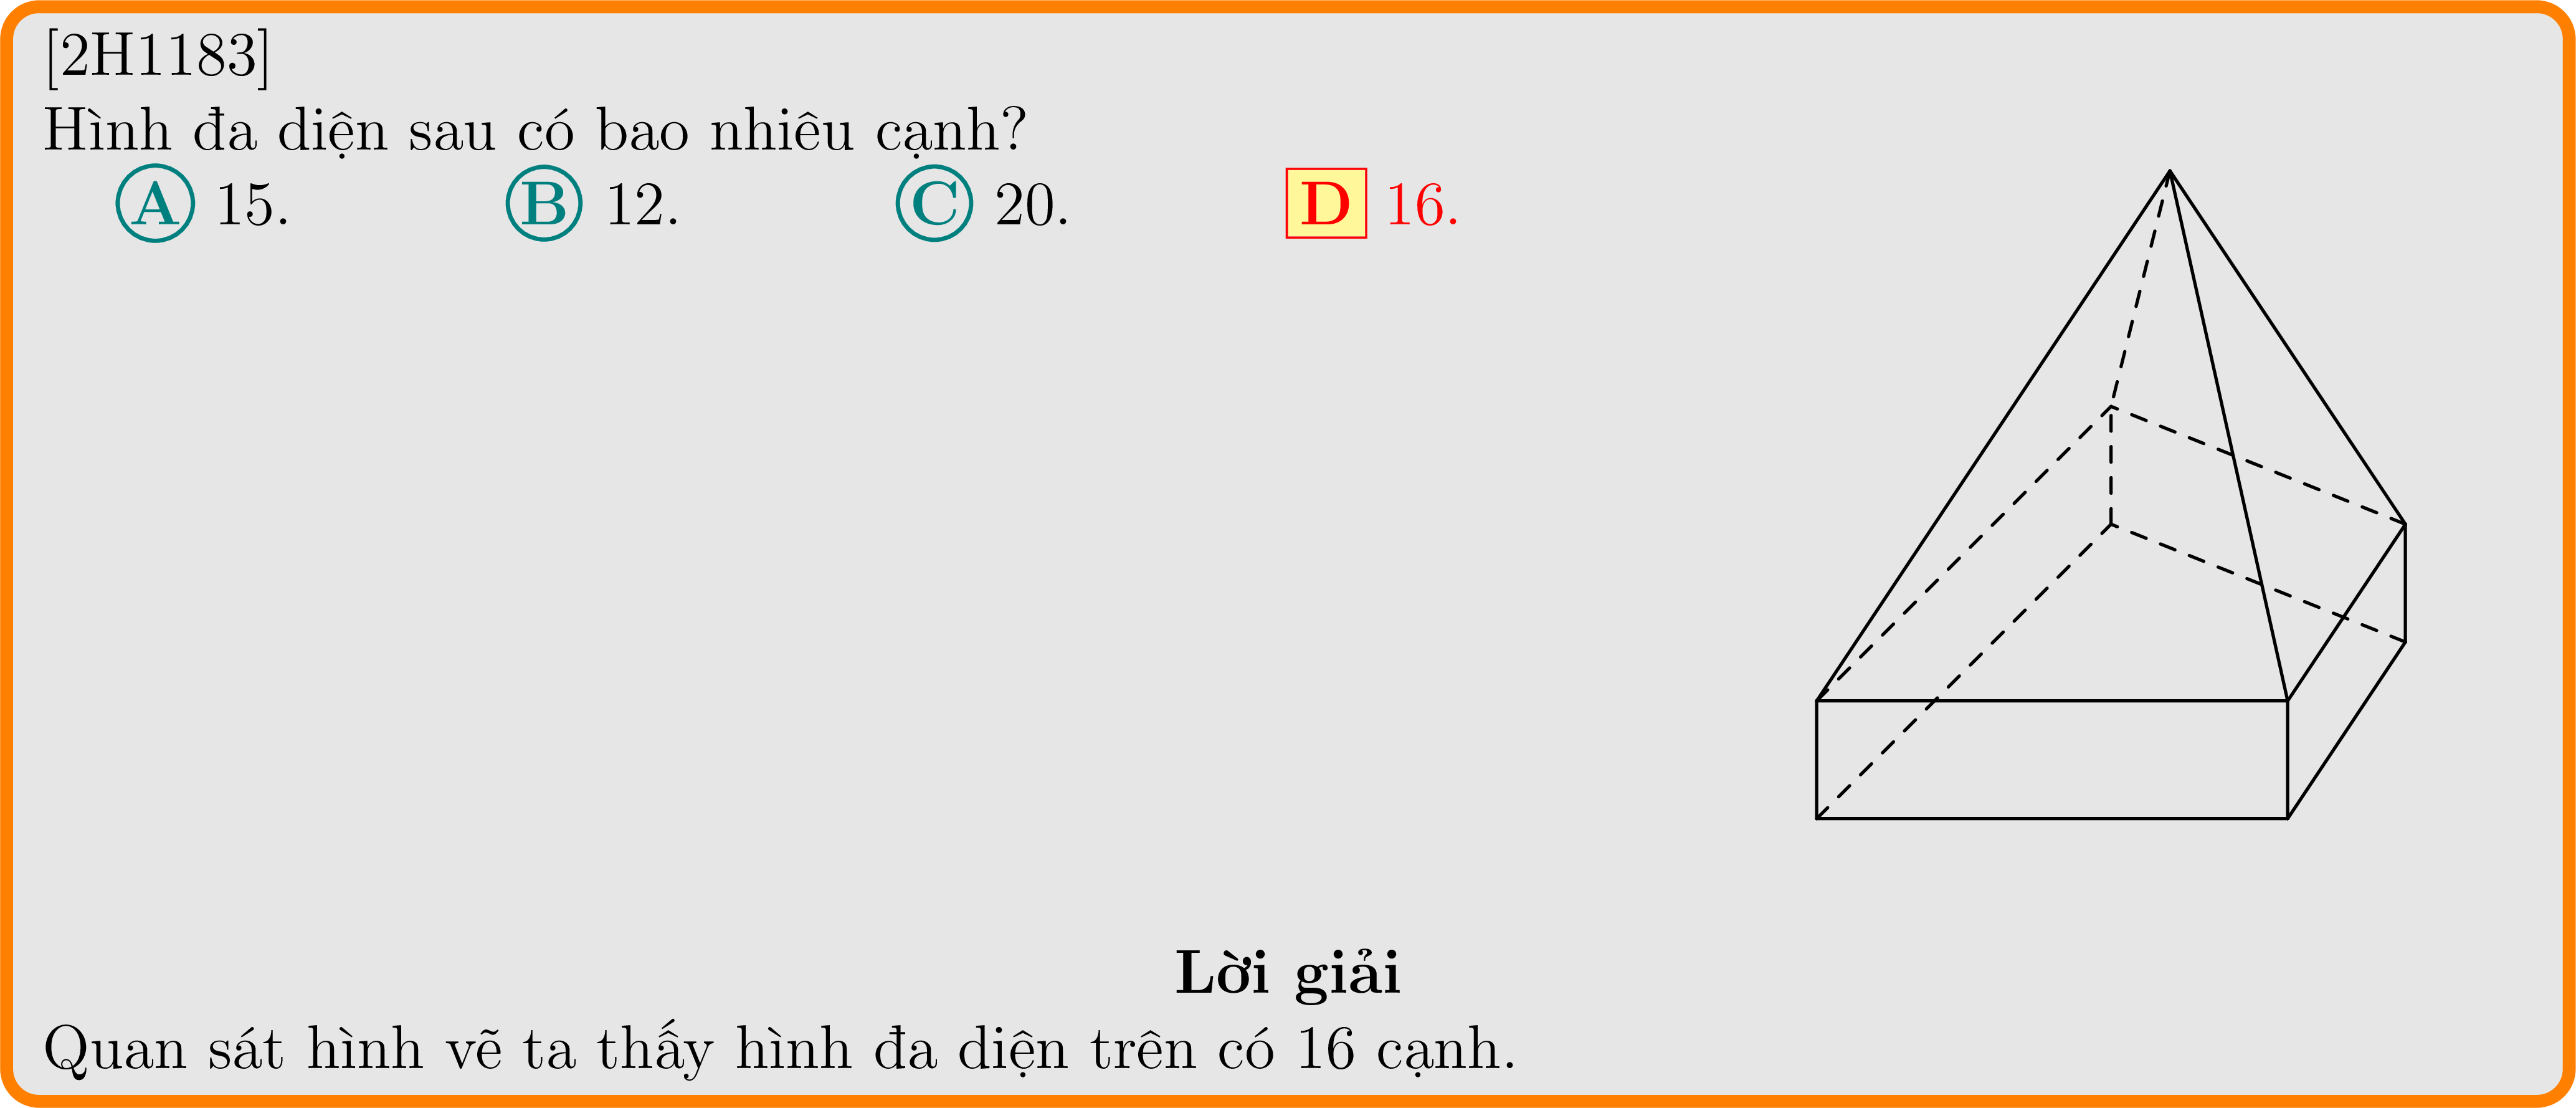 [2H1183]
Hình đa diện sau có bao nhiêu cạnh?
A 15. B 12. C 20. D 16.
Lời giải
Quan sát hình vẽ ta thấy hình đa diện trên có 16 cạnh.